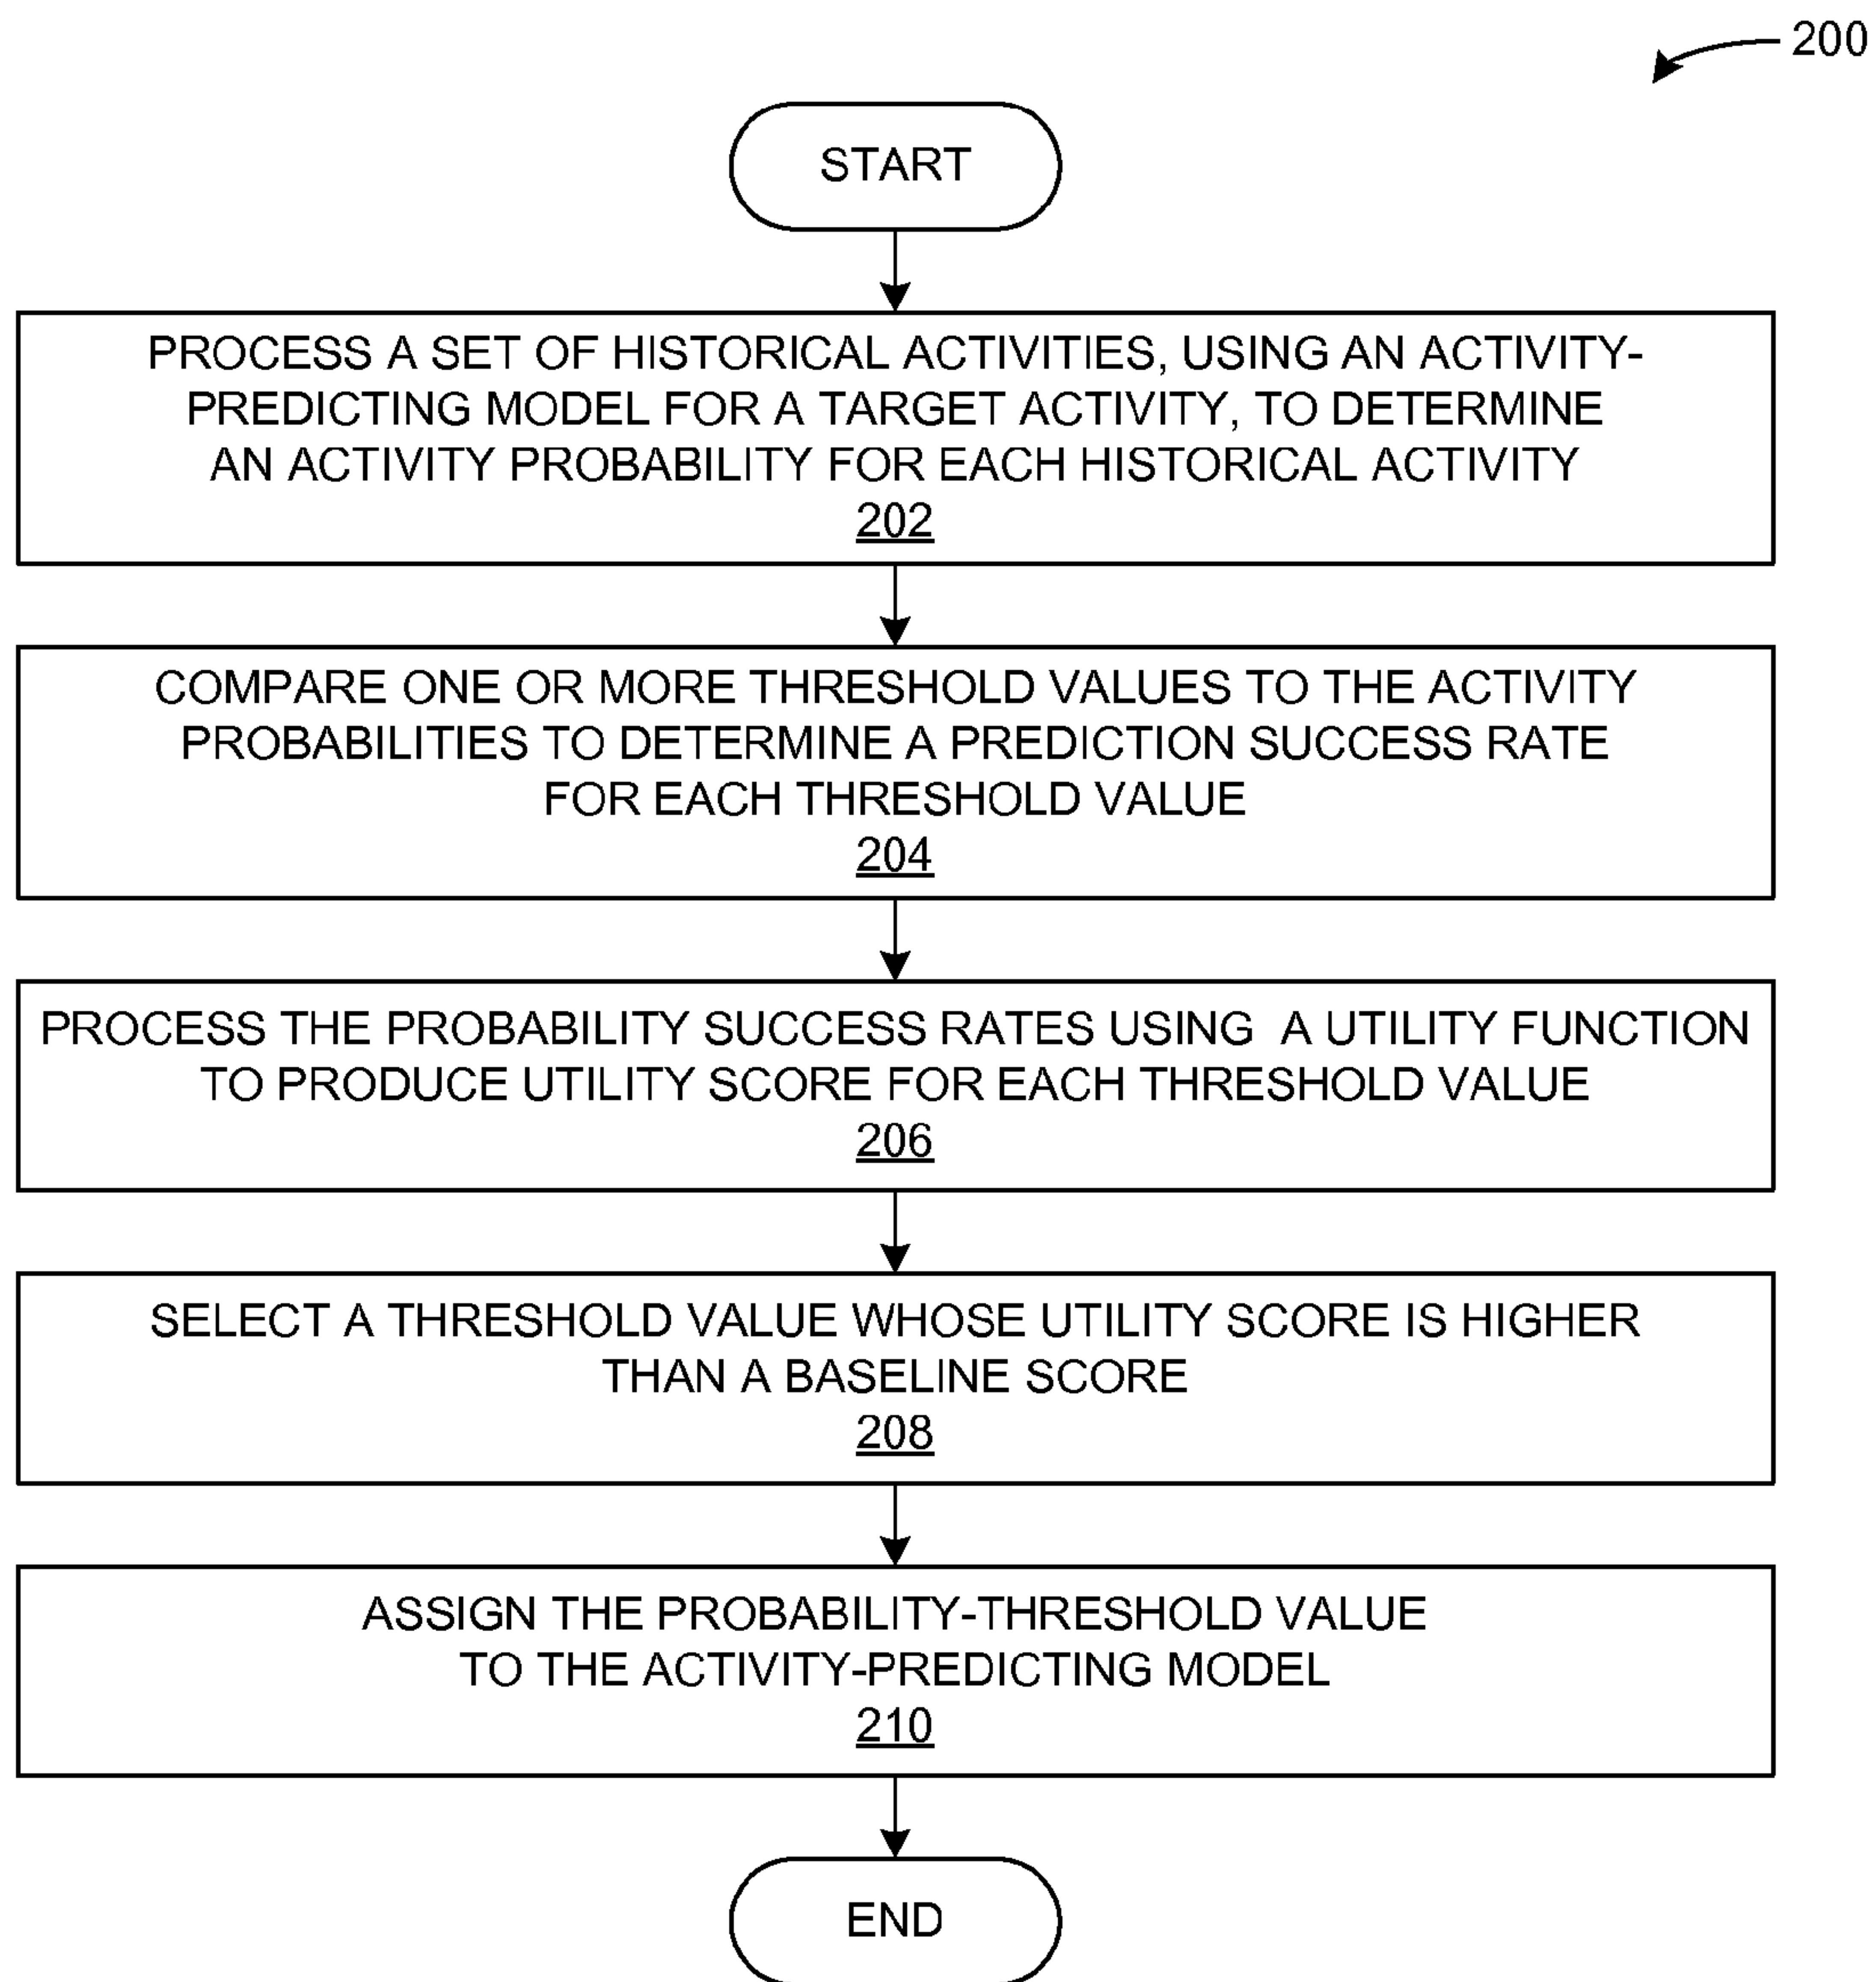 200
START
PROCESS A SET OF HISTORICAL ACTIVITIES, USING AN ACTIVITY-
PREDICTING MODEL FOR A TARGET ACTIVITY, TO DETERMINE
AN ACTIVITY PROBABILITY FOR EACH HISTORICAL ACTIVITY
202
COMPARE ONE OR MORE THRESHOLD VALUES TO THE ACTIVITY
PROBABILITIES TO DETERMINE A PREDICTION SUCCESS RATE
FOR EACH THRESHOLD VALUE
204
PROCESS THE PROBABILITY SUCCESS RATES USING A UTILITY FUNCTION
TO PRODUCE UTILITY SCORE FOR EACH THRESHOLD VALUE
206
SELECT A THRESHOLD VALUE WHOSE UTILITY SCORE IS HIGHER
THAN A BASELINE SCORE
208
ASSIGN THE PROBABILITY-THRESHOLD VALUE
TO THE ACTIVITY-PREDICTING MODEL
210
END